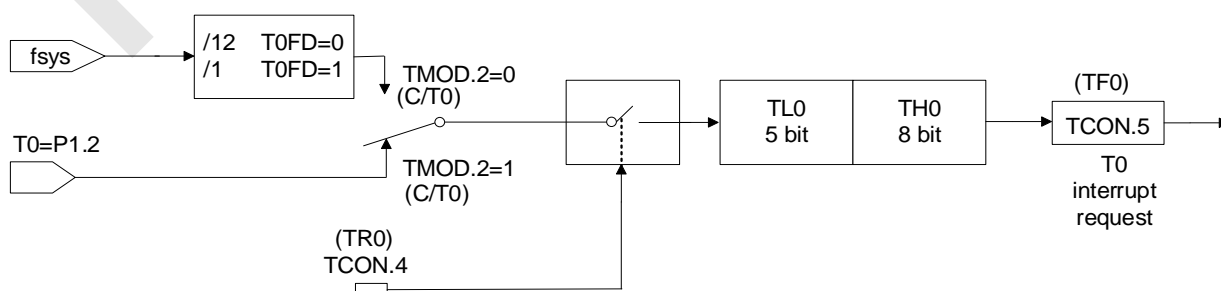 fsys
/12 T0FD=0
/1 T0FD=1
TMOD.2=0
(C/T0)
T0=P1.2
TMOD.2=1
(C/T0)
(TR0)
TCON.4
TL0
5 bit
TH0
8 bit
(TF0)
TCON.5
T0
interrupt
request